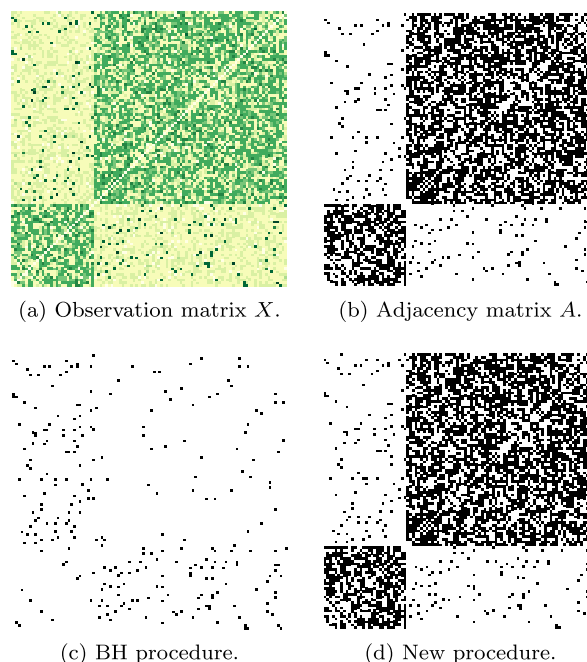 (a) Observation matrix X.
(b) Adjacency matrix A.
(c) BH procedure.
(d) New procedure.